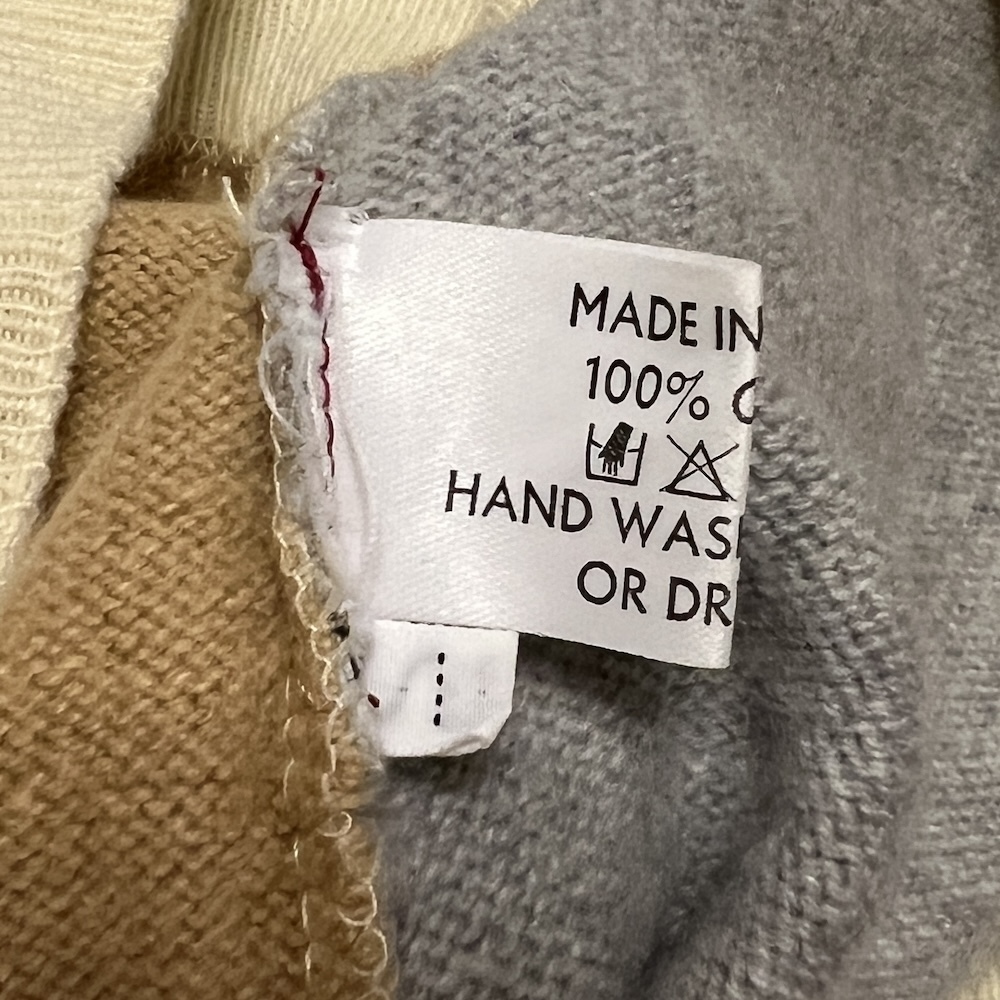 MADE IN
100%
HAND WAS
OR DR